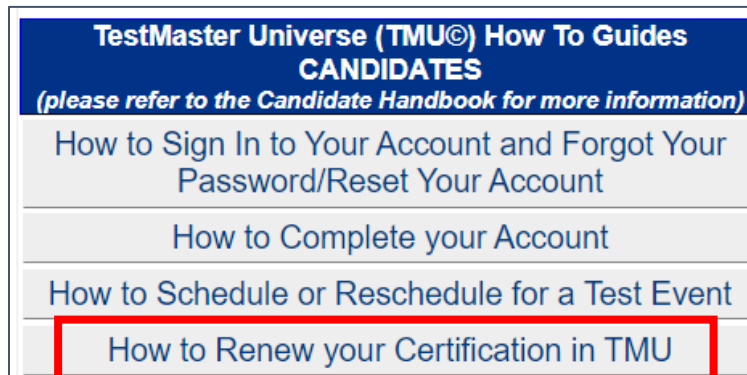 TestMaster Universe (TMU©) How To Guides
CANDIDATES
(please refer to the Candidate Handbook for more information)
How to Sign In to Your Account and Forgot Your
Password/Reset Your Account
How to Complete your Account
How to Schedule or Reschedule for a Test Event
How to Renew your Certification in TMU